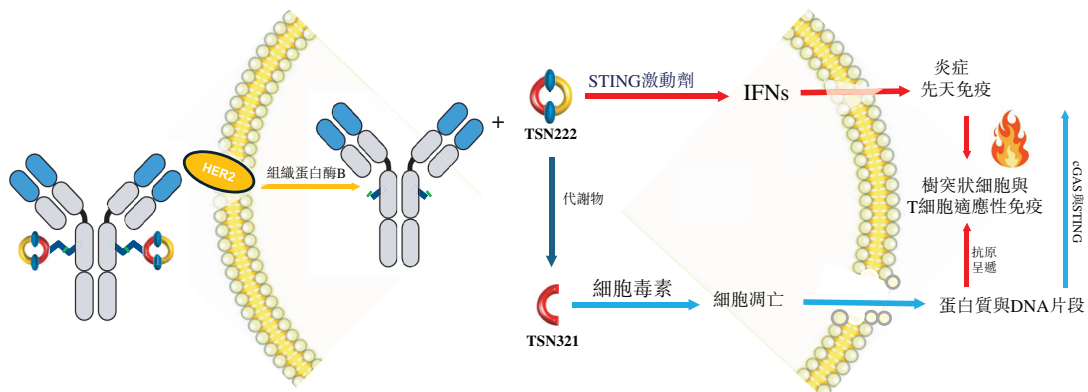 HER2
組織蛋白酶B
+
TSN222
STING激動劑
IFNs
炎症
先天免疫
樹突狀細胞與
T細胞適應性免疫
cGAS與STING
代謝物
抗原
呈遞
TSN321
細胞毒素
細胞凋亡
蛋白質與DNA片段